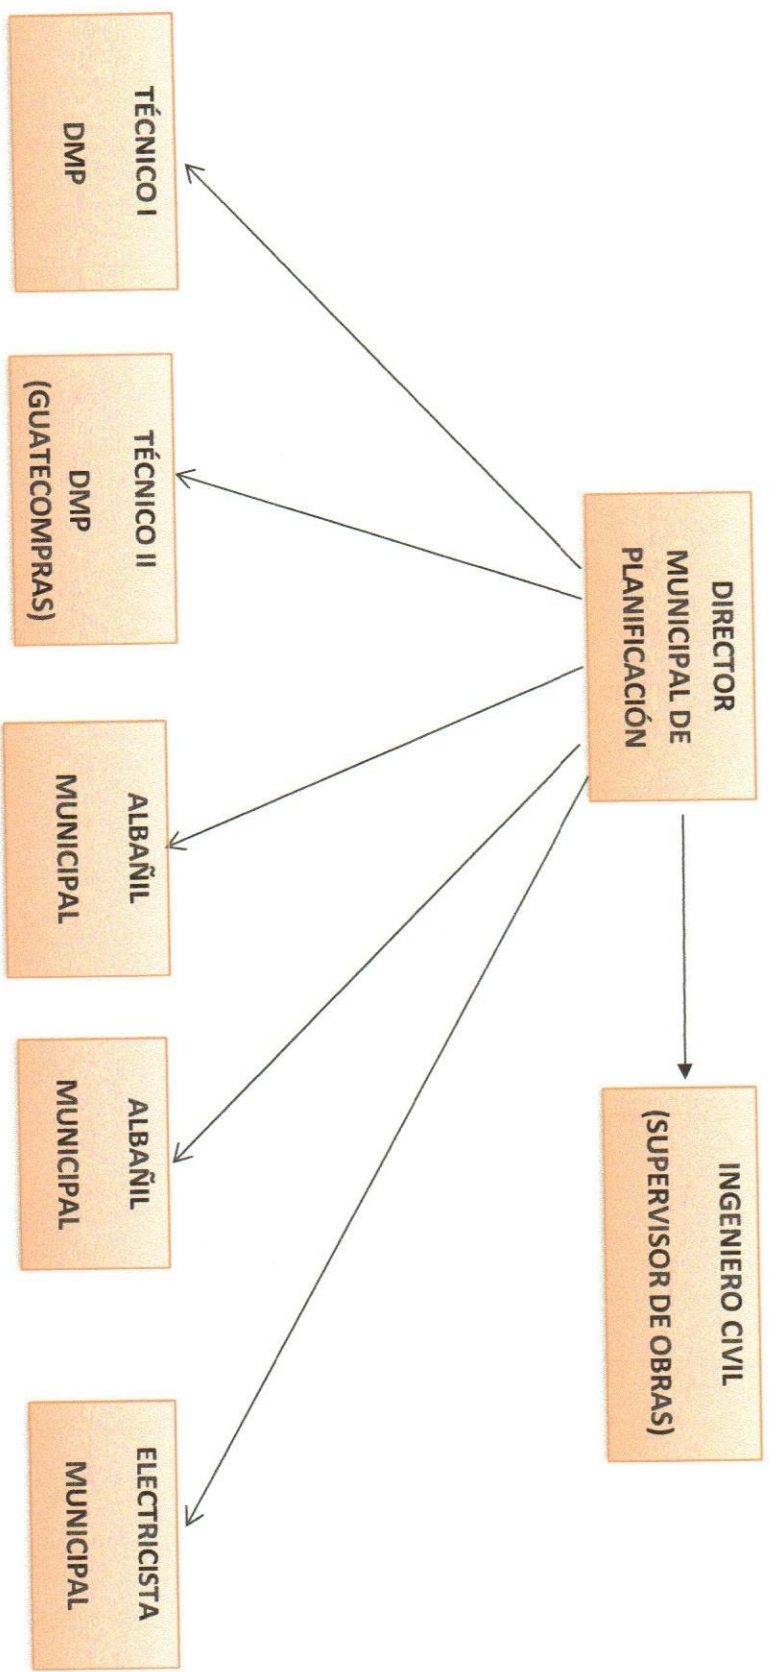 DIRECTOR
MUNICIPAL DE
PLANIFICACIÓN
INGENIERO CIVIL
(SUPERVISOR DE OBRAS)
TÉCNICO I
DMP
TÉCNICO II
DMP
(GUATECOMPRAS)
ALBAÑIL
MUNICIPAL
ALBAÑIL
MUNICIPAL
ELECTRICISTA
MUNICIPAL